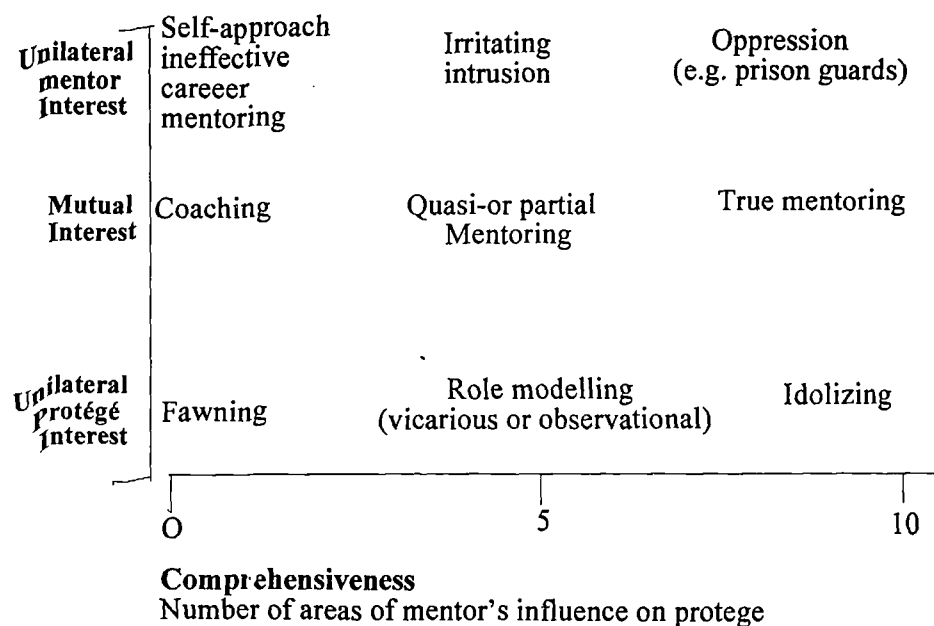 Unilateral
mentor
Interest
Self-approach
ineffective
careeer
mentoring
Irritating
intrusion
Oppression
(e.g. prison guards)
Mutual
Interest
Coaching
Quasi-or partial
Mentoring
True mentoring
Unilateral
protégé
Interest
Fawning
Role modelling
(vicarious or observational)
Idolizing
O
5
10
Comprehensiveness
Number of areas of mentor's influence on protege